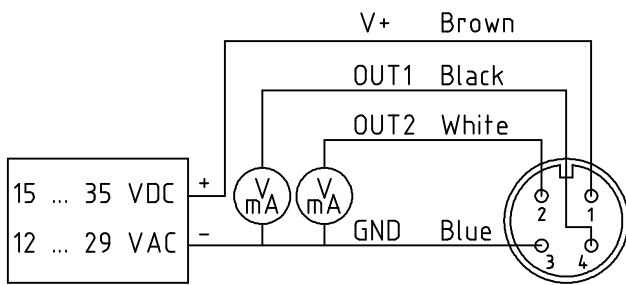 V+ Brown
OUT1 Black
OUT2 White
15 ... 35 VDC +
V mA
V mA
2 1
12 ... 29 VAC -
GND Blue
3 4